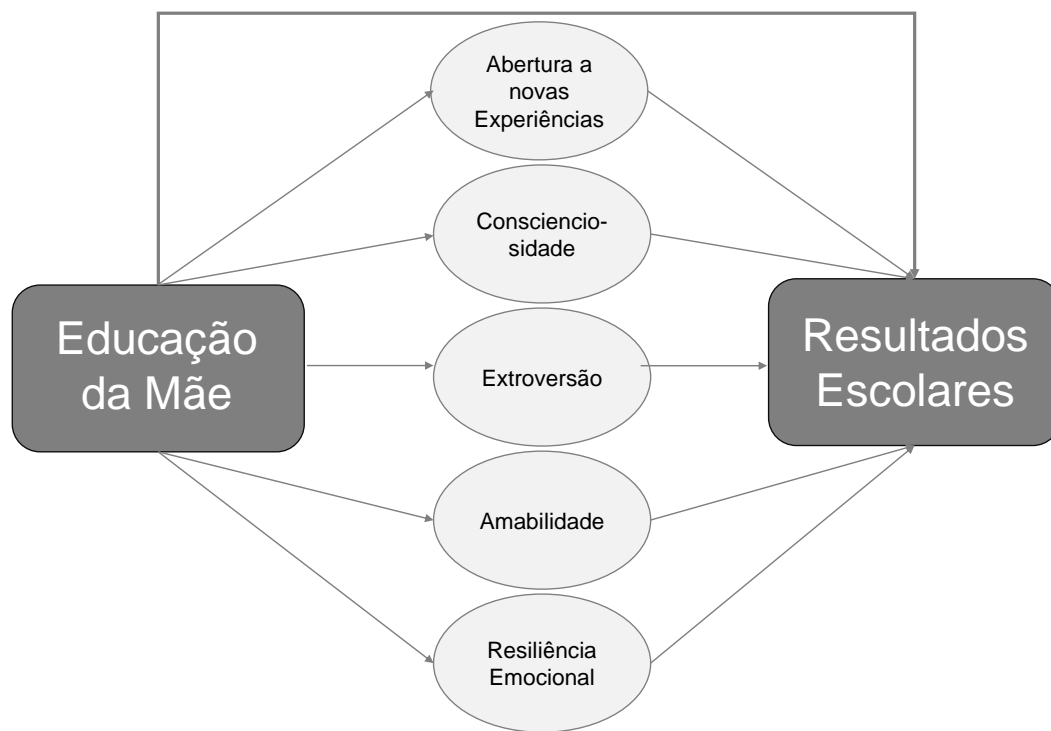 Abertura a
novas
Experiências
Consciencio-
sidade
Educação
da Mãe
Extroversão
Resultados
Escolares
Amabilidade
Resiliência
Emocional